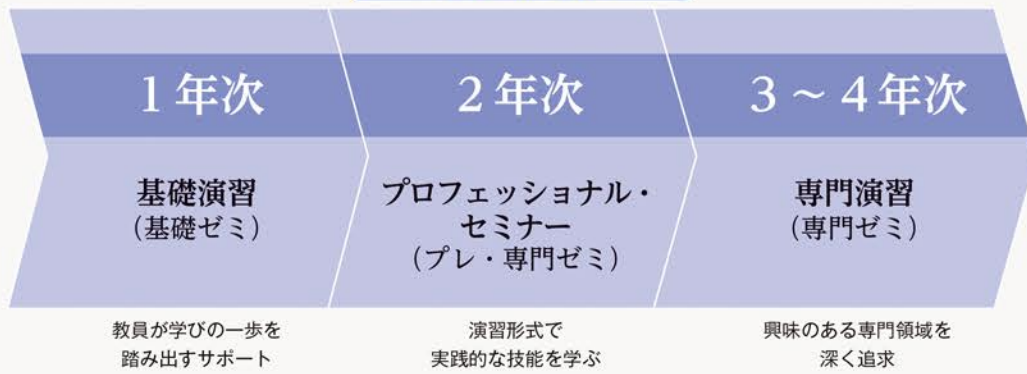 1年次
2年次
3～4年次
基礎演習
（基礎ゼミ）
プロフェッショナル・
セミナー
（プレ・専門ゼミ）
専門演習
（専門ゼミ）
教員が学びの一歩を
踏み出すサポート
演習形式で
実践的な技能を学ぶ
興味のある専門領域を
深く追求